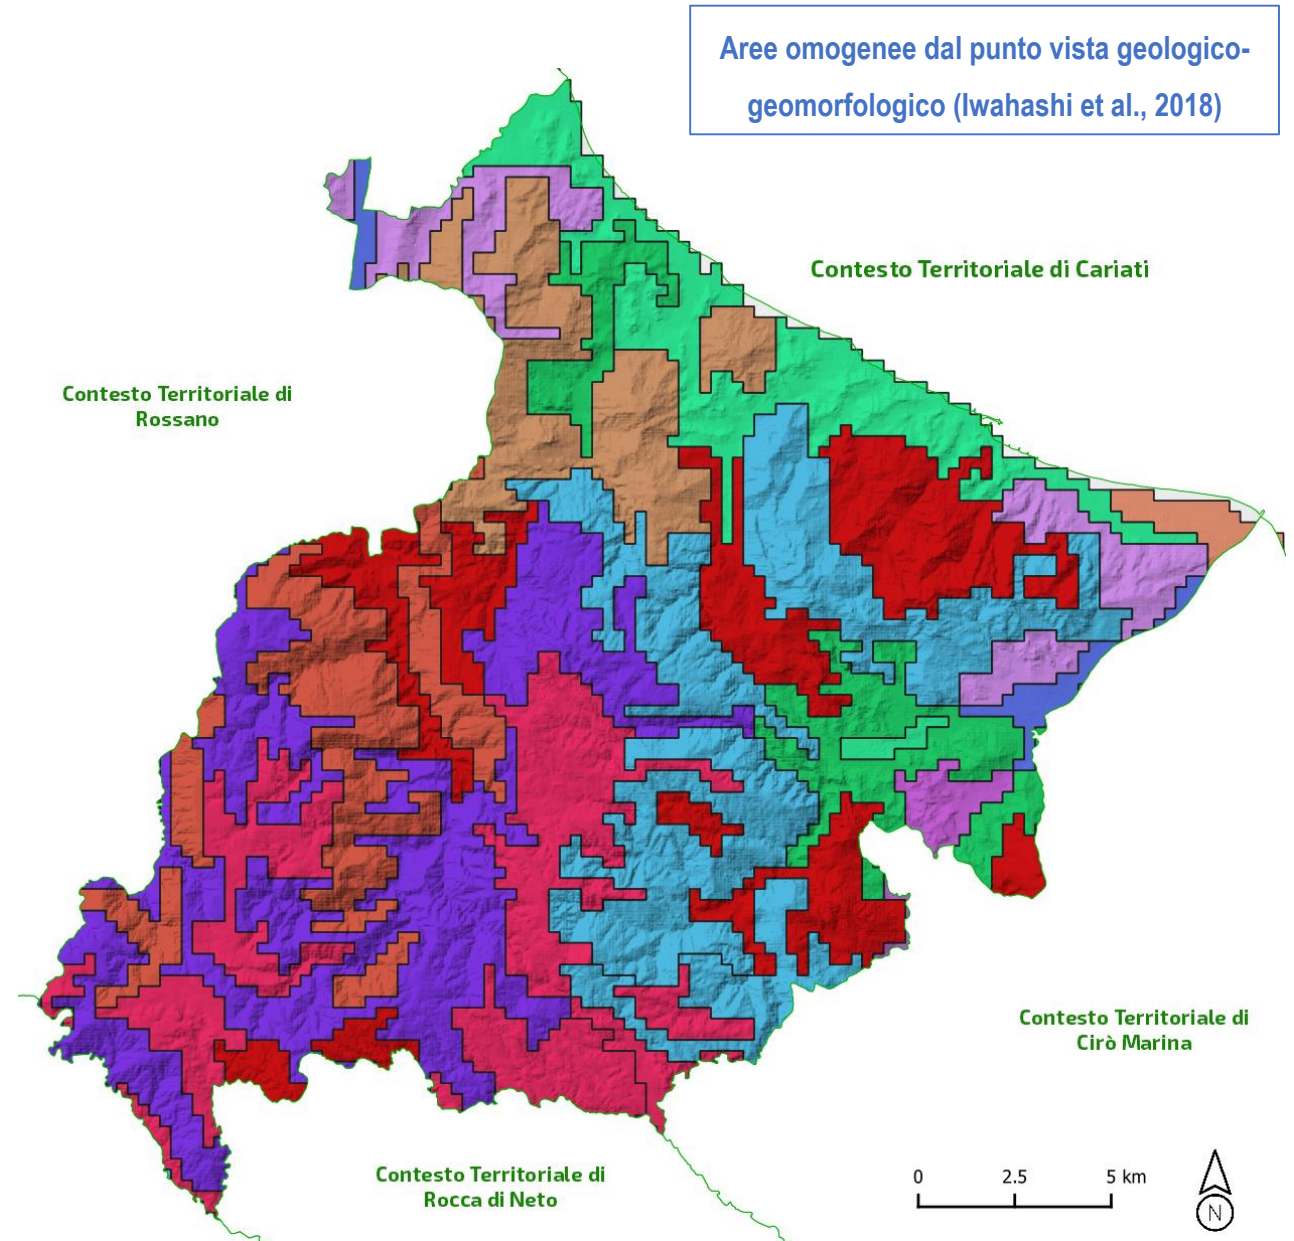 Aree omogenee dal punto vista geologico-
geomorfologico (Iwahashi et al., 2018)
Contesto Territoriale di Cariati
Contesto Territoriale di
Rossano
Contesto Territoriale di
Cirò Marina
Contesto Territoriale di
Rocca di Neto
0 2.5 5 km
N